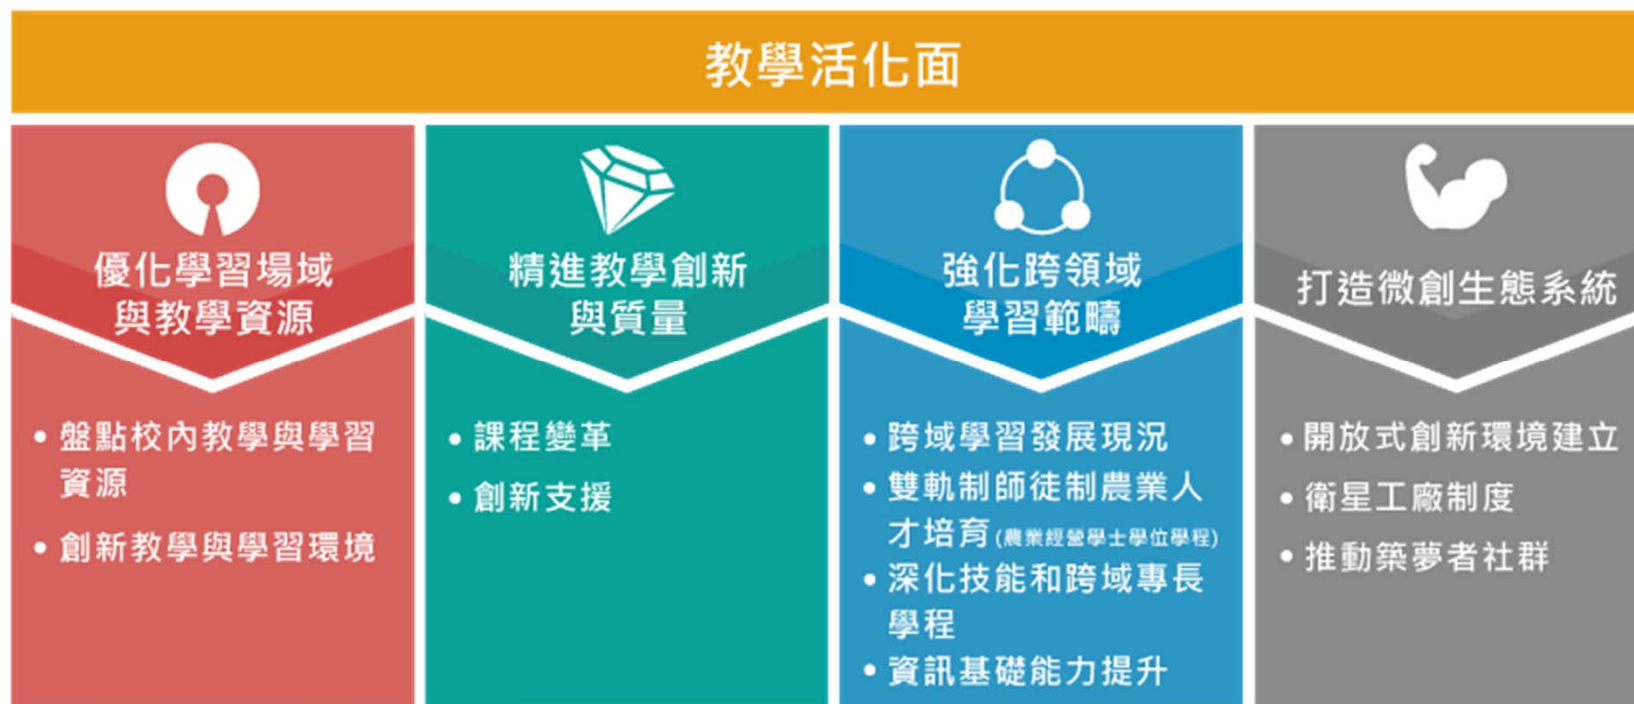 教學活化面
優化學習場域
與教學資源
• 盤點校內教學與學習
資源
• 創新教學與學習環境
精進教學創新
與質量
• 課程變革
• 創新支援
強化跨領域
學習範疇
• 跨域學習發展現況
• 雙軌制師徒制農業人
才培育(農業經營學士學位學程)
• 深化技能和跨域專長
學程
• 資訊基礎能力提升
打造微創生態系統
• 開放式創新環境建立
• 衛星工廠制度
• 推動築夢者社群